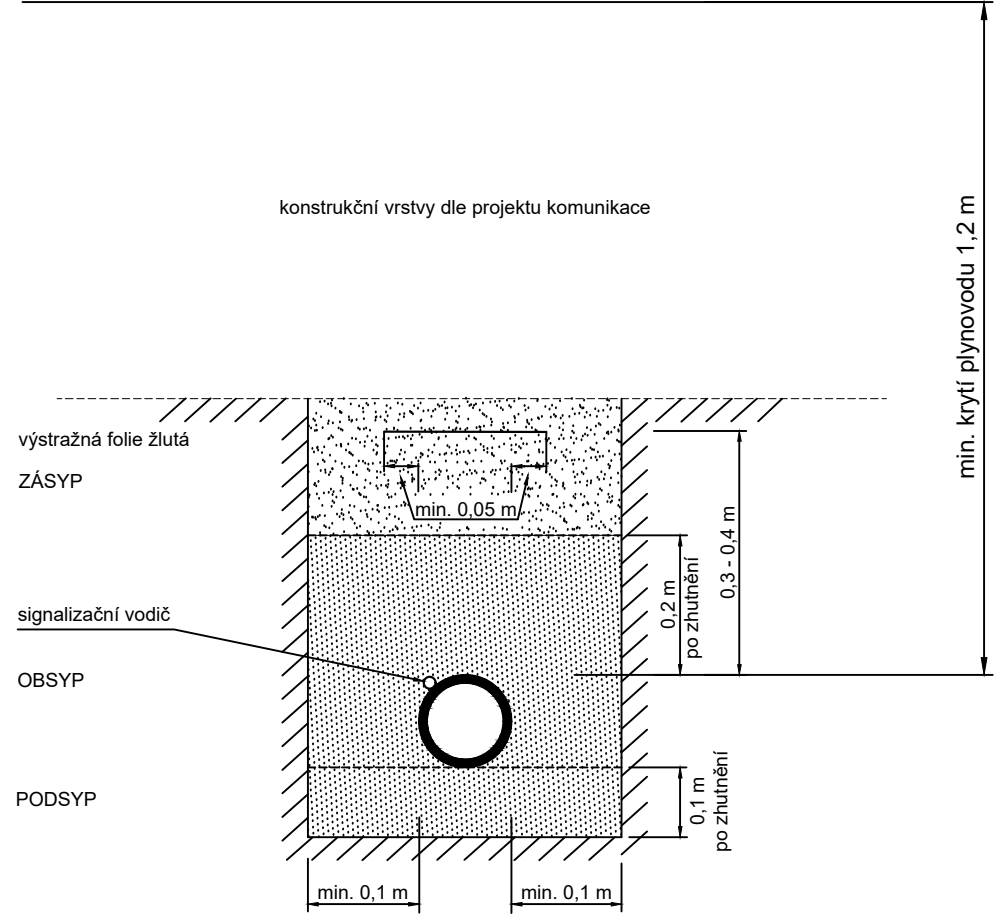 konstrukční vrstvy dle projektu komunikace
min. krytí plynovodu 1,2 m
výstražná folie žlutá
ZÁSYP
min. 0,05 m
0,3 - 0,4 m
0,2 m
po zhutnění
signalizační vodič
OBSYP
PODSYP
0,1 m
po zhutnění
min. 0,1 m
min. 0,1 m